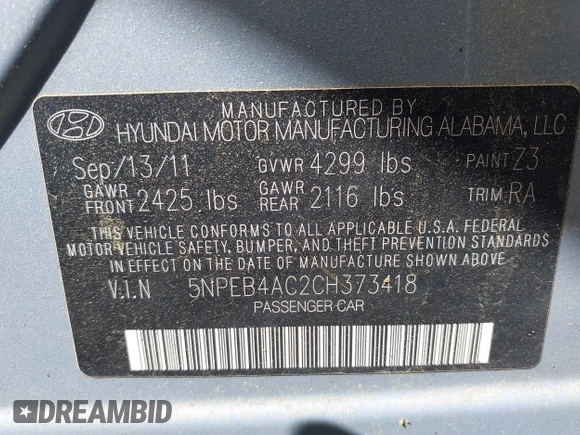 MANUFACTURED BY
HYUNDAI MOTOR MANUFACTURING ALABAMA, LLC
Sep/13/11 GVWR 4299 lbs PAINT Z3
GAWR FRONT 2425 lbs GAWR REAR 2116 lbs TRIM RA
THIS VEHICLE CONFORMS TO ALL APPLICABLE U.S.A. FEDERAL
MOTOR VEHICLE SAFETY, BUMPER, AND THEFT PREVENTION STANDARDS
IN EFFECT ON THE DATE OF MANUFACTURE SHOWN ABOVE.
V.I.N 5NPEB4AC2CH373418
PASSENGER CAR
DREAMBID